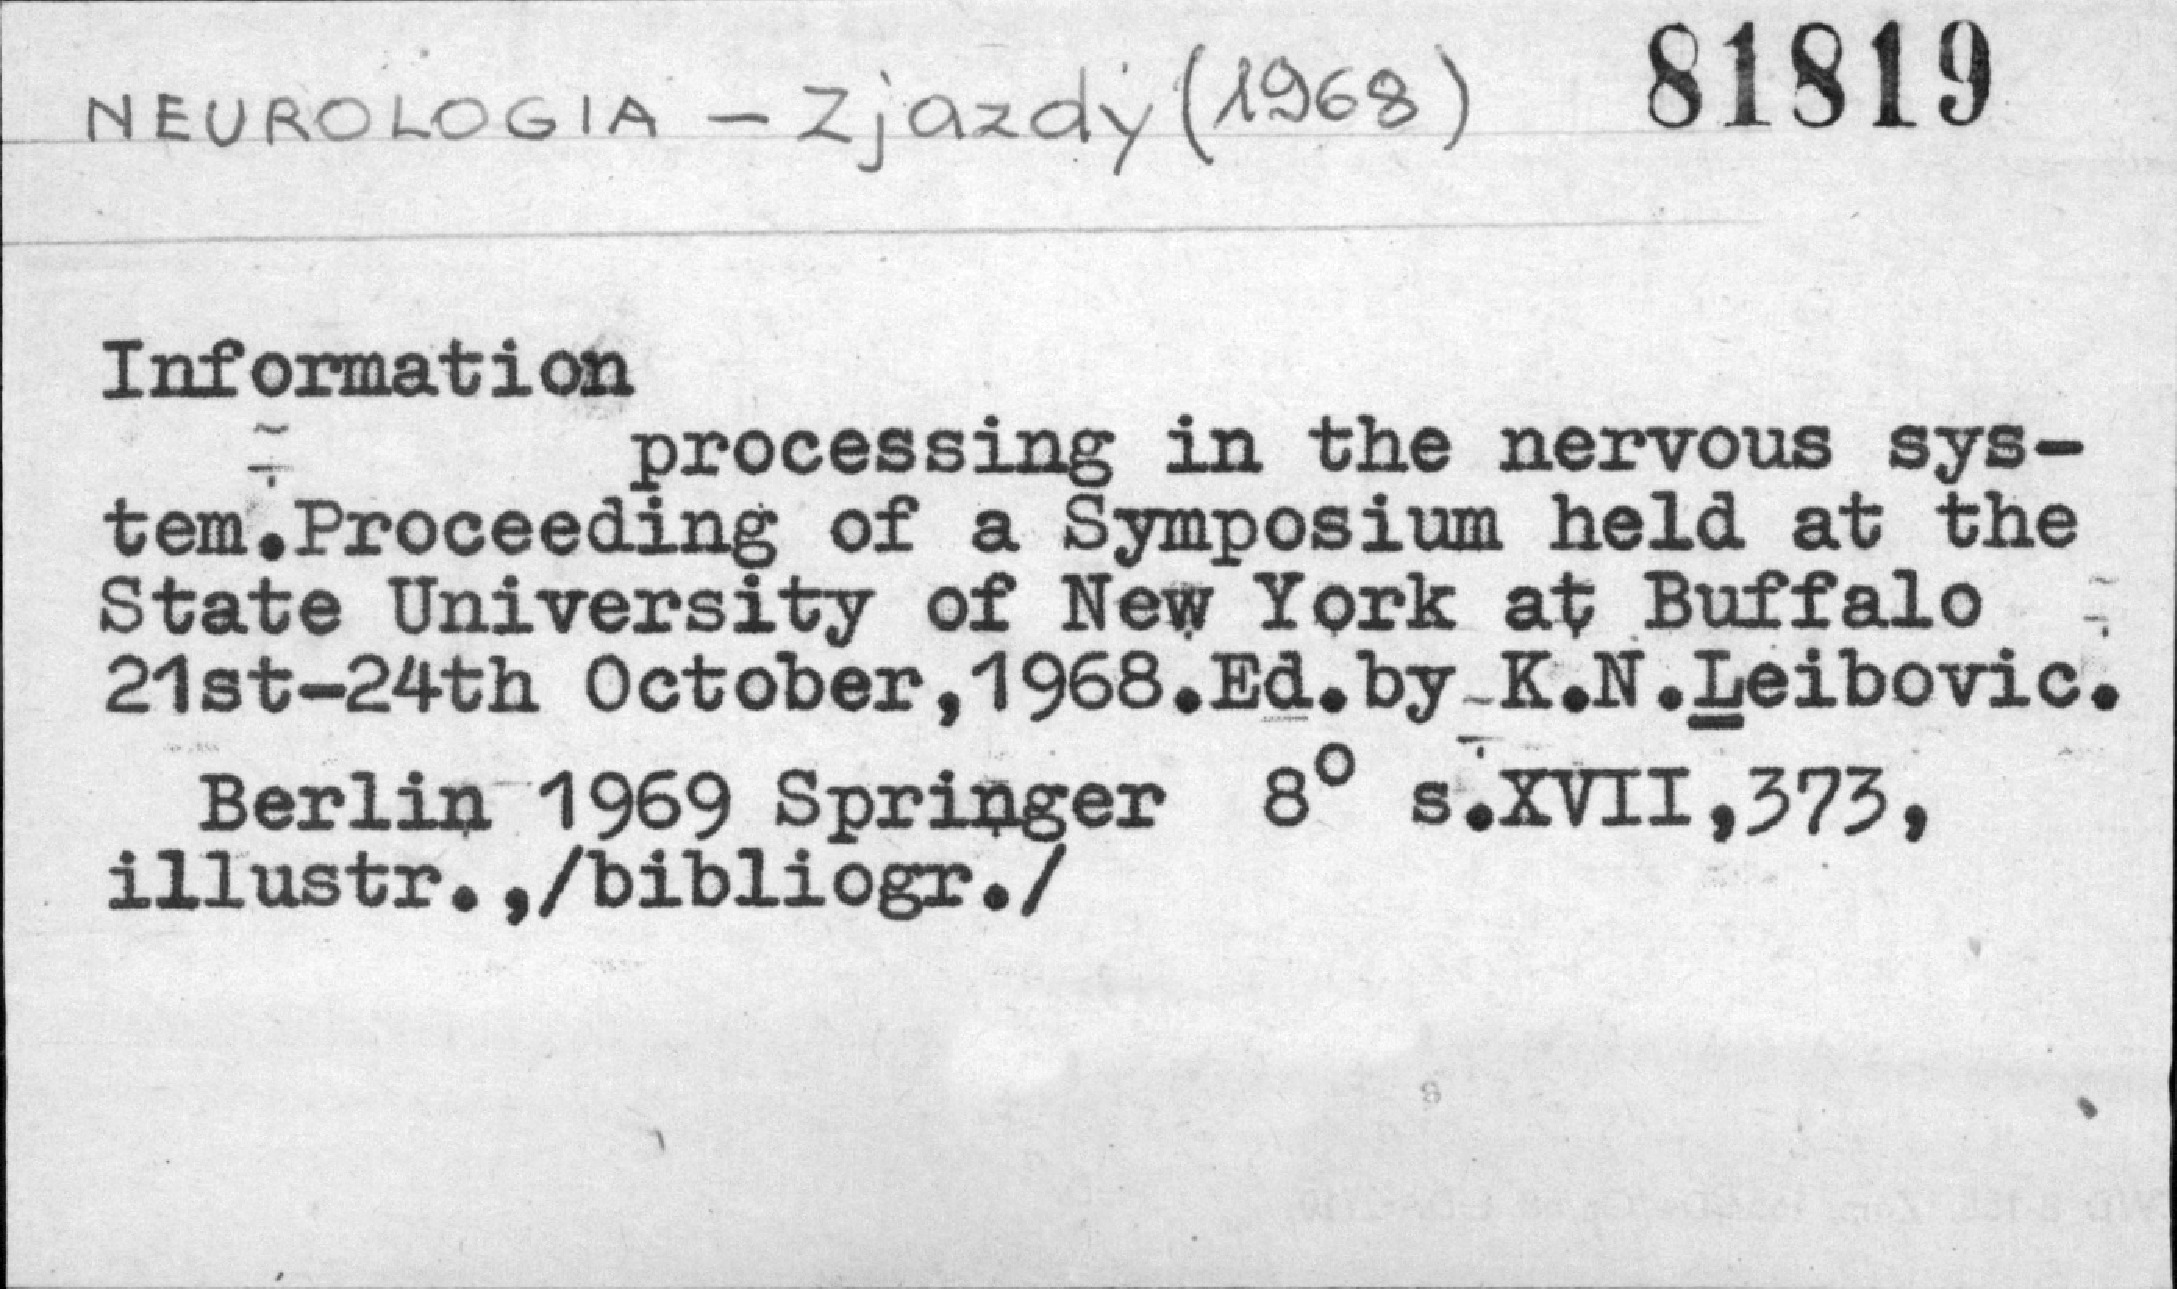 NEUROLOGIA – Zjazdy (1968) 81819
Information
processing in the nervous sys-
tem.Proceeding of a Symposium held at the
State University of New York at Buffalo
21st-24th October,1968.Ed.by K.N.Leibovic.
Berlin 1969 Springer 8° s.XVII,373,
illustr.,/bibliogr./